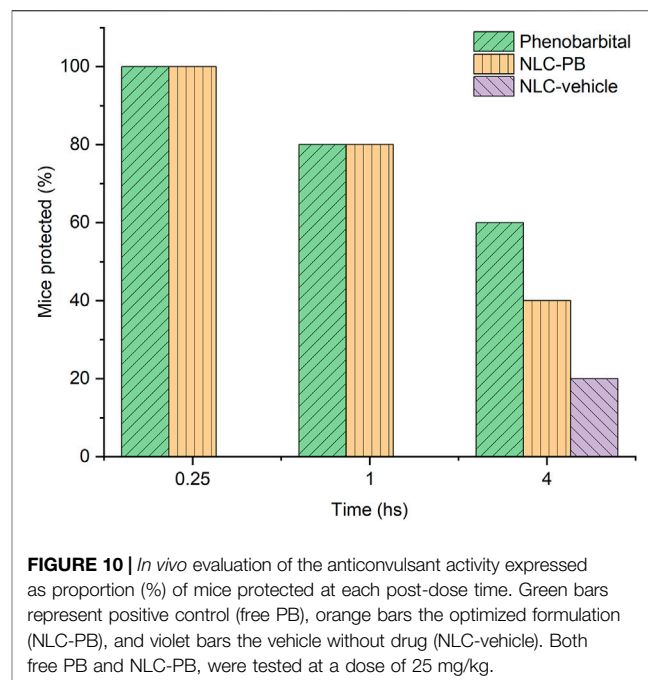 Phenobarbital
NLC-PB
NLC-vehicle
100
80
60
40
20
0
Mice protected (%)
0.25 1 4
Time (hs)
FIGURE 10 | In vivo evaluation of the anticonvulsant activity expressed
as proportion (%) of mice protected at each post-dose time. Green bars
represent positive control (free PB), orange bars the optimized formulation
(NLC-PB), and violet bars the vehicle without drug (NLC-vehicle). Both
free PB and NLC-PB, were tested at a dose of 25 mg/kg.